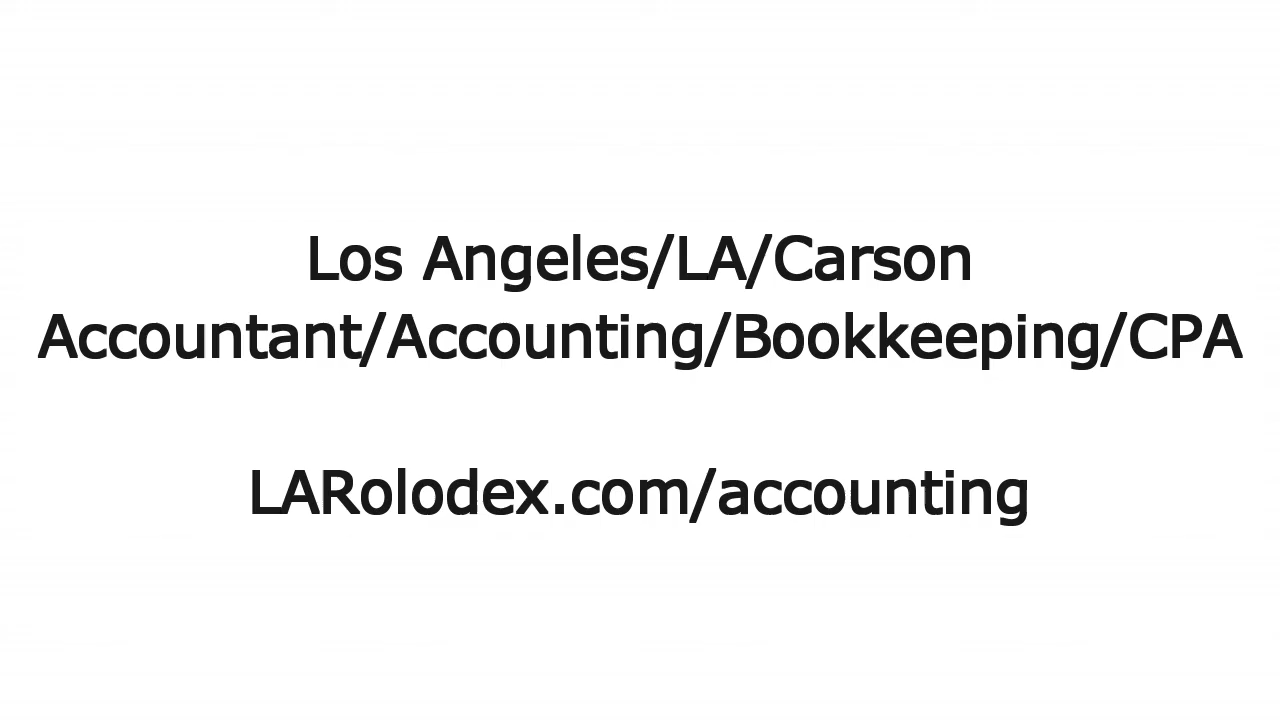 Los Angeles/LA/Carson
Accountant/Accounting/Bookkeeping/CPA
LARolodex.com/accounting